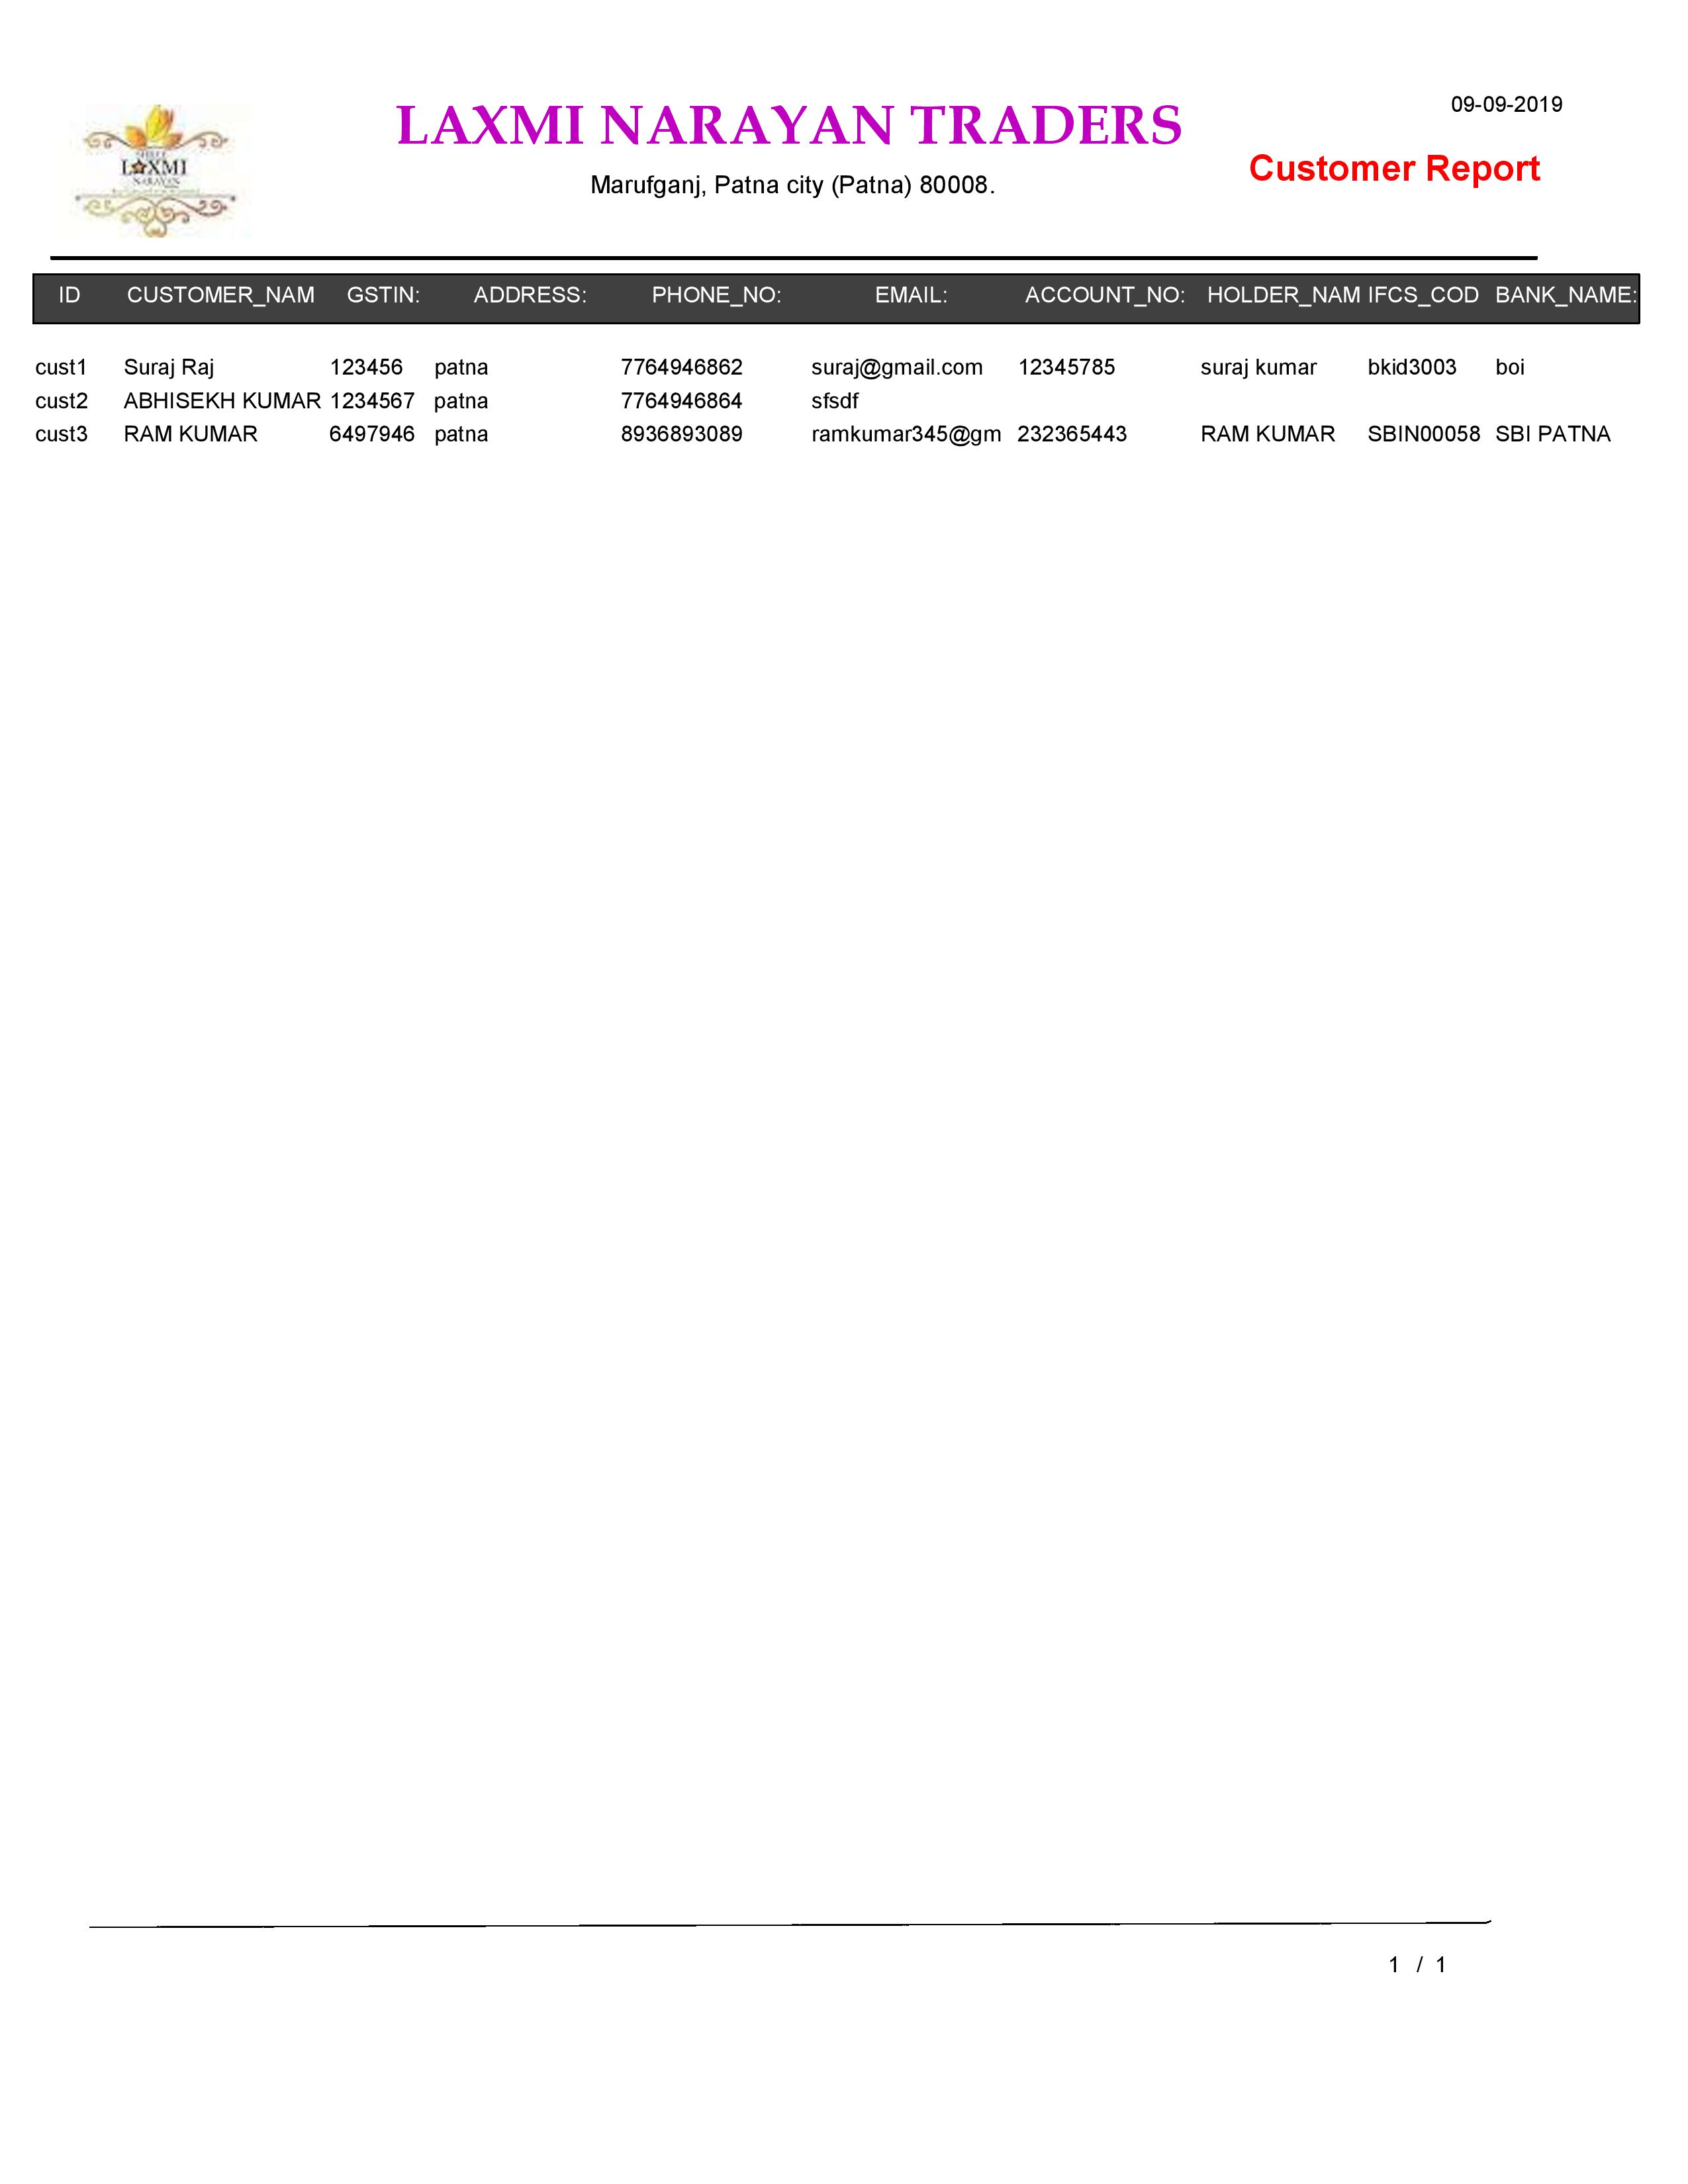 LAXMI
NARAYAN
LAXMI NARAYAN TRADERS
Marufganj, Patna city (Patna) 80008.
09-09-2019
Customer Report
ID CUSTOMER_NAM GSTIN: ADDRESS: PHONE_NO: EMAIL: ACCOUNT_NO: HOLDER_NAM IFCS_COD BANK_NAME:
cust1 Suraj Raj 123456 patna 7764946862 suraj@gmail.com 12345785 suraj kumar bkid3003 boi
cust2 ABHISEKH KUMAR 1234567 patna 7764946864 sfsdf
cust3 RAM KUMAR 6497946 patna 8936893089 ramkumar345@gm 232365443 RAM KUMAR SBIN00058 SBI PATNA
1 / 1